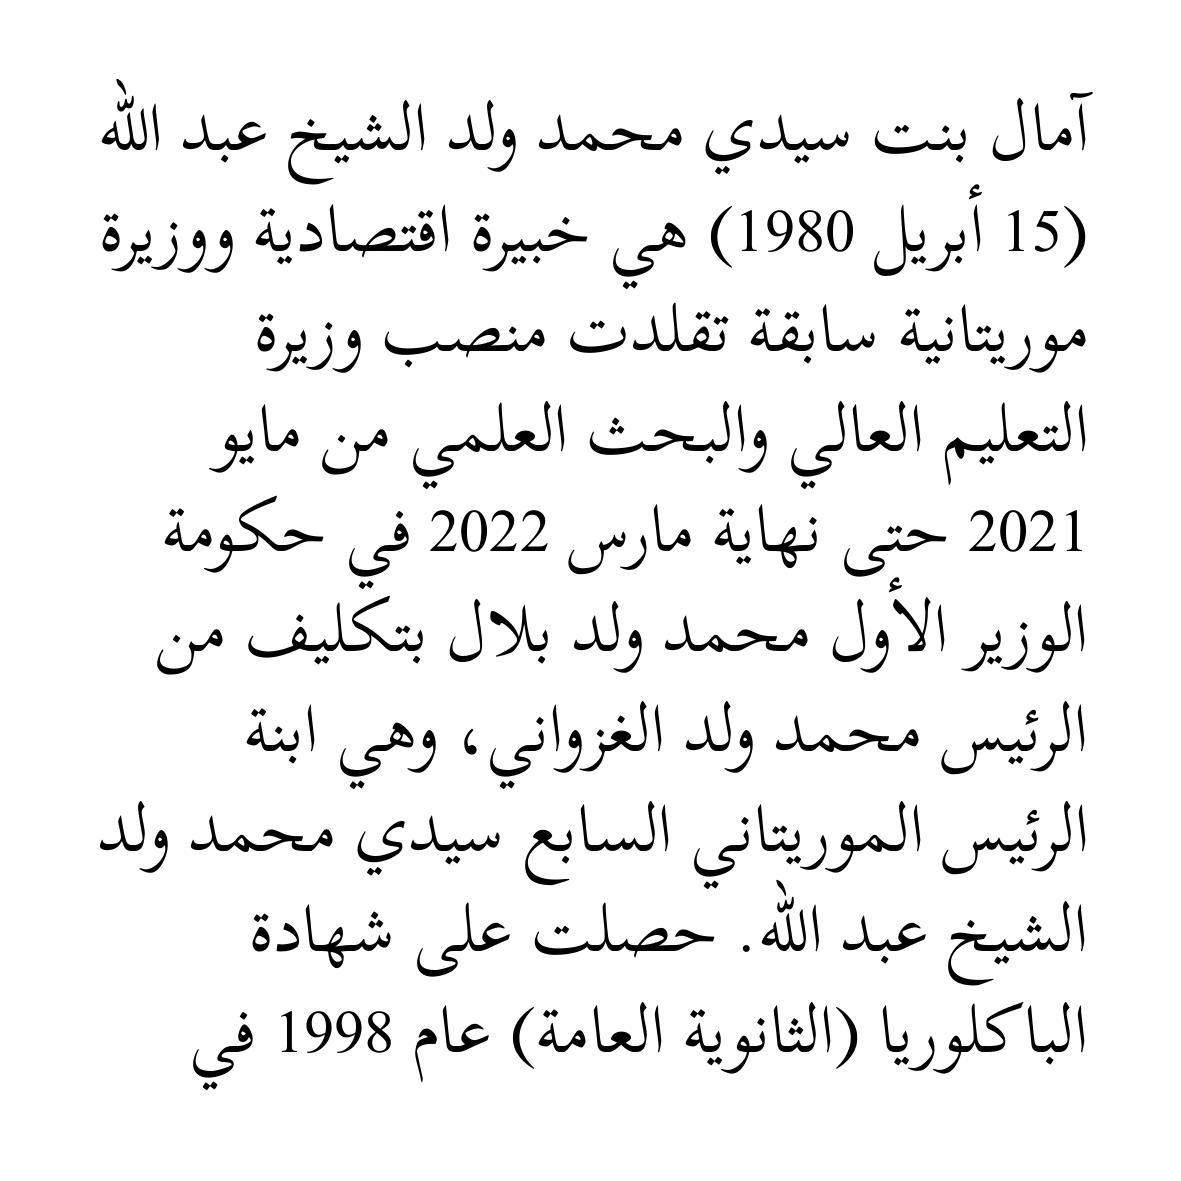 آمال بنت سيدي محمد ولد الشيخ عبد الله
(15 أبريل 1980) هي خبيرة اقتصادية ووزيرة
موريتانية سابقة تقلدت منصب وزيرة
التعليم العالي والبحث العلمي من مايو
2021 حتى نهاية مارس 2022 في حكومة
الوزير الأول محمد ولد بلال بتكليف من
الرئيس محمد ولد الغزواني، وهي ابنة
الرئيس الموريتاني السابع سيدي محمد ولد
الشيخ عبد الله. حصلت على شهادة
الباكلوريا (الثانوية العامة) عام 1998 في